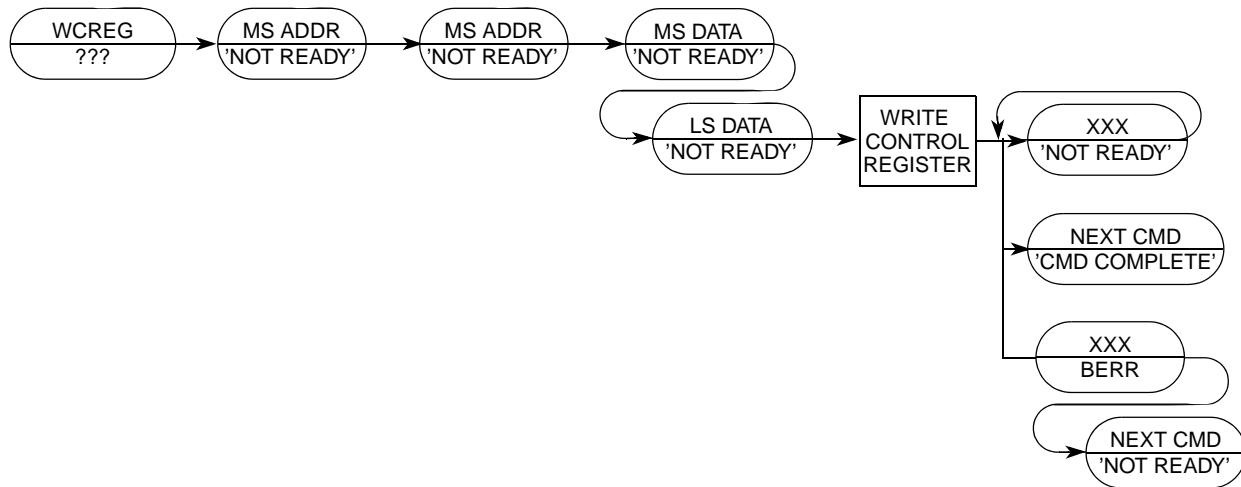 WCREG
???
MS ADDR
'NOT READY'
MS ADDR
'NOT READY'
MS DATA
'NOT READY'
LS DATA
'NOT READY'
WRITE
CONTROL
REGISTER
XXX
'NOT READY'
NEXT CMD
'CMD COMPLETE'
XXX
BERR
NEXT CMD
'NOT READY'